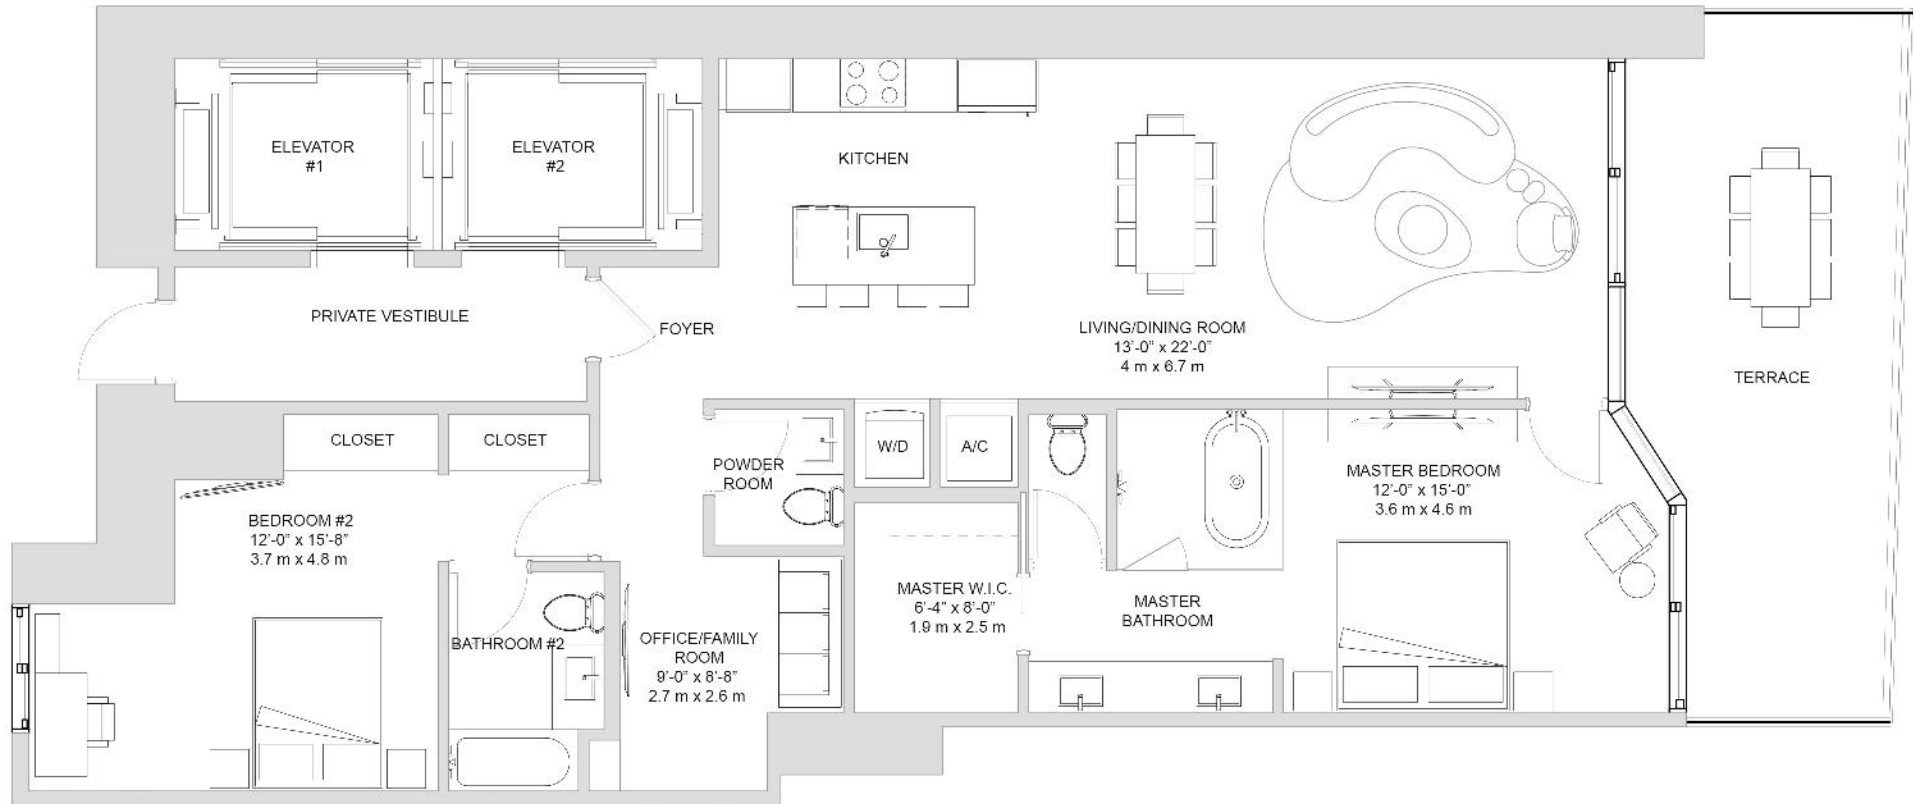 ELEVATOR
#1
ELEVATOR
#2
KITCHEN
PRIVATE VESTIBULE
FOYER
LIVING/DINING ROOM
13'-0" x 22'-0"
4 m x 6.7 m
TERRACE
CLOSET
CLOSET
W/D
A/C
POWDER
ROOM
MASTER BEDROOM
12'-0" x 15'-0"
3.6 m x 4.6 m
BEDROOM #2
12'-0" x 15'-8"
3.7 m x 4.8 m
MASTER W.I.C.
6'-4" x 8'-0"
1.9 m x 2.5 m
MASTER
BATHROOM
BATHROOM #2
OFFICE/FAMILY
ROOM
9'-0" x 8'-8"
2.7 m x 2.6 m